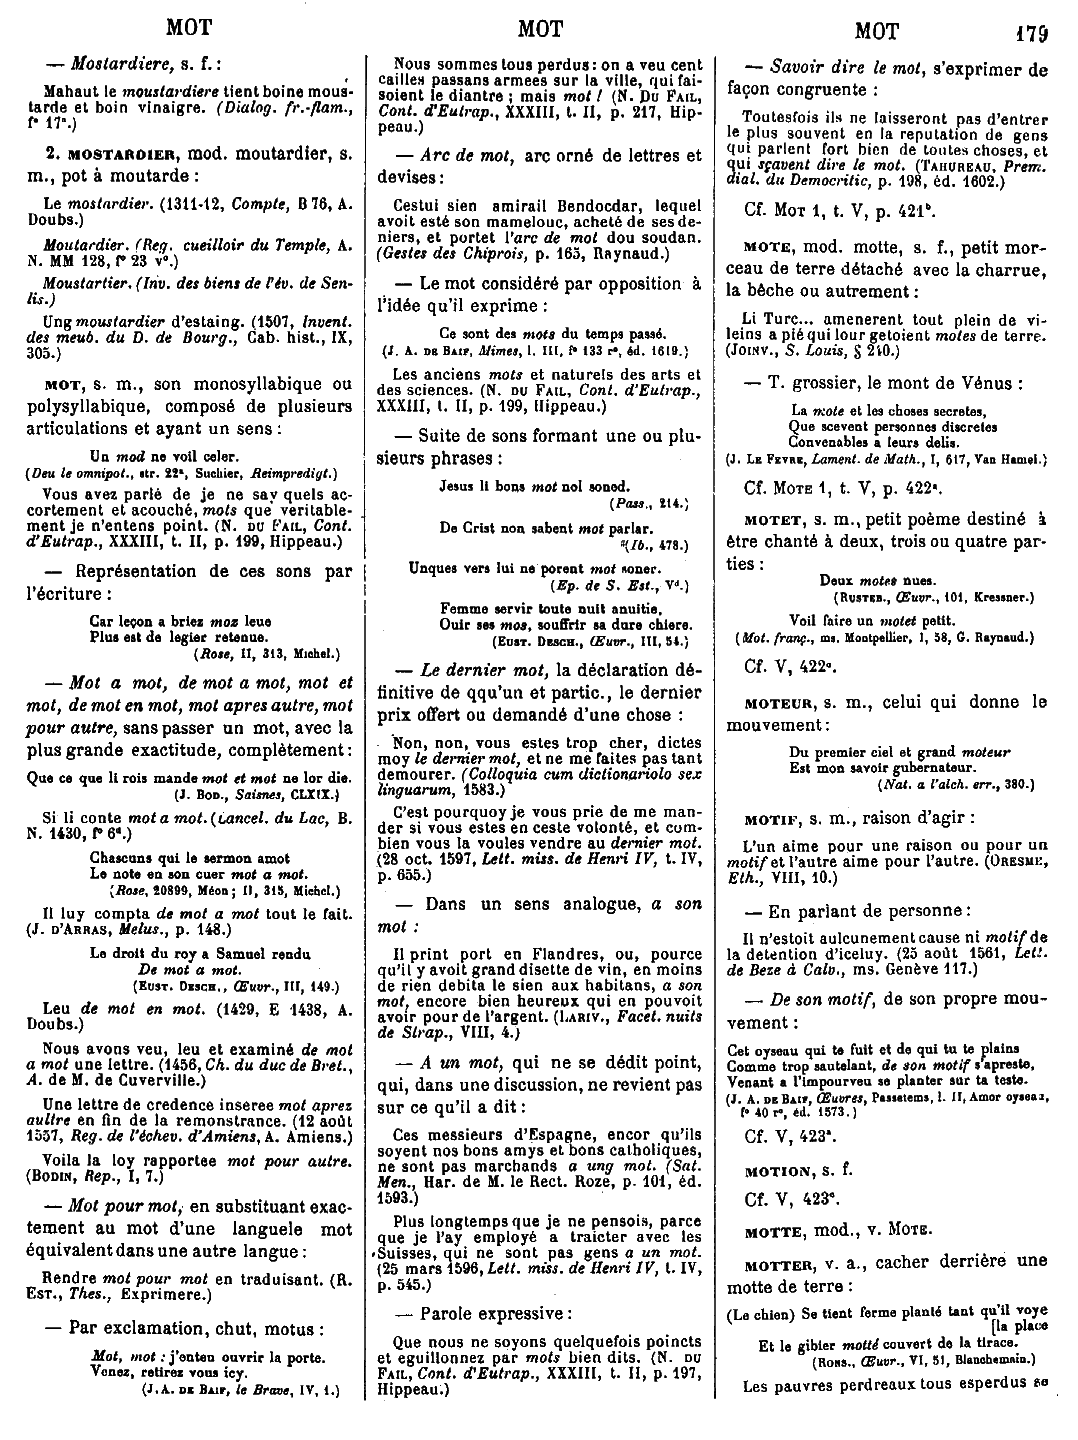 MOT
MOT
MOT
179
— Mostardiere, s. f. :
Mahaut le moustardiere tient boine mous-
tarde et boin vinaigre. (Dialog. fr.-flam.,
f° 17ᵃ.)
2. MOSTARDIER, mod. moutardier, s.
m., pot à moutarde :
Le mostardier. (1311-12, Compte, B 76, A.
Doubs.)
Moutardier. (Reg. cueilloir du Temple, A.
N. MM 128, f° 23 v°.)
Moustartier. (Inv. des biens de l'év. de Sen-
lis.)
Ung moustardier d'estaing. (1507, Invent.
des meub. du D. de Bourg., Cab. hist., IX,
305.)
MOT, s. m., son monosyllabique ou
polysyllabique, composé de plusieurs
articulations et ayant un sens :
Un mod ne voil celer.
(Deu le omnipot., str. 22ᵃ, Suchier, Reimpredigt.)
Vous avez parlé de je ne say quels ac-
cortement et acouché, mots que veritable-
ment je n'entens point. (N. DU FAIL, Cont.
d'Eutrap., XXXIII, t. II, p. 199, Hippeau.)
— Représentation de ces sons par
l'écriture :
Car leçon a briez moz leue
Plus est de legier retenue.
(Rose, II, 313, Michel.)
— Mot a mot, de mot a mot, mot et
mot, de mot en mot, mot apres autre, mot
pour autre, sans passer un mot, avec la
plus grande exactitude, complètement :
Que ce que li rois mande mot et mot ne lor die.
(J. BOD., Saisnes, CLXIX.)
Si li conte mot a mot. (Lancel. du Lac, B.
N. 1430, f° 6ᵈ.)
Chascuns qui le sermon amot
Le note en son cuer mot a mot.
(Rose, 20899, Méon ; II, 315, Michel.)
Il luy compta de mot a mot tout le fait.
(J. D'ARRAS, Melus., p. 148.)
Le droit du roy a Samuel rendu
De mot a mot.
(EUST. DESCH., Œuvr., III, 149.)
Leu de mot en mot. (1429, E 1438, A.
Doubs.)
Nous avons veu, leu et examiné de mot
a mot une lettre. (1456, Ch. du duc de Bret.,
A. de M. de Cuverville.)
Une lettre de credence inseree mot aprez
aultre en fin de la remonstrance. (12 août
1557, Reg. de l'échev. d'Amiens, A. Amiens.)
Voila la loy rapportee mot pour autre.
(BODIN, Rep., I, 7.)
— Mot pour mot, en substituant exac-
tement au mot d'une languele mot
équivalent dans une autre langue :
Rendre mot pour mot en traduisant. (R.
EST., Thes., Exprimere.)
— Par exclamation, chut, motus :
Mot, mot : j'enten ouvrir la porte.
Venez, retirez vous icy.
(J. A. DE BAIF, le Brave, IV, 1.)
Nous sommes tous perdus : on a veu cent
cailles passans armees sur la ville, qui fai-
soient le diantre ; mais mot ! (N. DU FAIL,
Cont. d'Eutrap., XXXIII, t. II, p. 217, Hip-
peau.)
— Arc de mot, arc orné de lettres et
devises :
Cestui sien amirail Bendocdar, lequel
avoit esté son mamelouc, acheté de ses de-
niers, et portet l'arc de mot dou soudan.
(Gestes des Chiprois, p. 165, Raynaud.)
— Le mot considéré par opposition à
l'idée qu'il exprime :
Ce sont des mots du temps passé.
(J. A. DE BAIF, Mimes, l. III, f° 133 r°, éd. 1619.)
Les anciens mots et naturels des arts et
des sciences. (N. DU FAIL, Cont. d'Eutrap.,
XXXIII, t. II, p. 199, Hippeau.)
— Suite de sons formant une ou plu-
sieurs phrases :
Jesus li bons mot nol soned.
(Pass., 214.)
De Crist non sabent mot parlar.
(Ib., 478.)
Unques vers lui ne porent mot soner.
(Ep. de S. Est., Vᵈ.)
Femme servir toute nuit anuitie,
Ouir ses mos, souffrir sa dure chiere.
(EUST. DESCH., Œuvr., III, 54.)
— Le dernier mot, la déclaration dé-
finitive de qqu'un et partic., le dernier
prix offert ou demandé d'une chose :
Non, non, vous estes trop cher, dictes
moy le dernier mot, et ne me faites pas tant
demourer. (Colloquia cum dictionariolo sex
linguarum, 1583.)
C'est pourquoy je vous prie de me man-
der si vous estes en ceste volonté, et com-
bien vous la voules vendre au dernier mot.
(28 oct. 1597, Lett. miss. de Henri IV, t. IV,
p. 655.)
— Dans un sens analogue, a son
mot :
Il print port en Flandres, ou, pource
qu'il y avoit grand disette de vin, en moins
de rien debita le sien aux habitans, a son
mot, encore bien heureux qui en pouvoit
avoir pour de l'argent. (LARIV., Facet. nuits
de Strap., VIII, 4.)
— A un mot, qui ne se dédit point,
qui, dans une discussion, ne revient pas
sur ce qu'il a dit :
Ces messieurs d'Espagne, encor qu'ils
soyent nos bons amys et bons catholiques,
ne sont pas marchands a ung mot. (Sat.
Men., Har. de M. le Rect. Roze, p. 101, éd.
1593.)
Plus longtemps que je ne pensois, parce
que je l'ay employé a traicter avec les
Suisses, qui ne sont pas gens a un mot.
(25 mars 1596, Lett. miss. de Henri IV, t. IV,
p. 545.)
— Parole expressive :
Que nous ne soyons quelquefois poincts
et eguillonnez par mots bien dits. (N. DU
FAIL, Cont. d'Eutrap., XXXIII, t. II, p. 197,
Hippeau.)
— Savoir dire le mot, s'exprimer de
façon congruente :
Toutesfois ils ne laisseront pas d'entrer
le plus souvent en la reputation de gens
qui parlent fort bien de toutes choses, et
qui sçavent dire le mot. (TAHUREAU, Prem.
dial. du Democritic, p. 198, éd. 1602.)
Cf. MOT 1, t. V, p. 421ᵇ.
MOTE, mod. motte, s. f., petit mor-
ceau de terre détaché avec la charrue,
la bêche ou autrement :
Li Turc... amenerent tout plein de vi-
leins a pié qui lour getoient motes de terre.
(JOINV., S. Louis, § 240.)
— T. grossier, le mont de Vénus :
La mote et les choses secretes,
Que scevent personnes discretes
Convenables a leurs delis.
(J. LE FEVRE, Lament. de Math., I, 617, Van Hamel.)
Cf. MOTE 1, t. V, p. 422ᵃ.
MOTET, s. m., petit poème destiné à
être chanté à deux, trois ou quatre par-
ties :
Deux motes nues.
(RUSTEB., Œuvr., 101, Kressner.)
Voil faire un motet petit.
(Mot. franç., ms. Montpellier, I, 58, G. Raynaud.)
Cf. V, 422ᵃ.
MOTEUR, s. m., celui qui donne le
mouvement :
Du premier ciel et grand moteur
Est mon savoir gubernateur.
(Nat. a l'alch. err., 380.)
MOTIF, s. m., raison d'agir :
L'un aime pour une raison ou pour un
motif et l'autre aime pour l'autre. (ORESME,
Eth., VIII, 10.)
— En parlant de personne :
Il n'estoit aulcunement cause ni motif de
la detention d'iceluy. (25 août 1561, Lett.
de Beze à Calv., ms. Genève 117.)
— De son motif, de son propre mou-
vement :
Cet oyseau qui te fuit et de qui tu te plains
Comme trop sautelant, de son motif s'apreste,
Venant a l'impourveu se planter sur ta teste.
(J. A. DE BAIF, Œuvres, Passetems, l. II, Amor oyseaz,
f° 40 r°, éd. 1573.)
Cf. V, 423ᵃ.
MOTION, s. f.
Cf. V, 423ᶜ.
MOTTE, mod., v. MOTE.
MOTTER, v. a., cacher derrière une
motte de terre :
(Le chien) Se tient ferme planté tant qu'il voye
[la place
Et le gibier motté couvert de la tirace.
(RONS., Œuvr., VI, 51, Blanchemain.)
Les pauvres perdreaux tous esperdus se